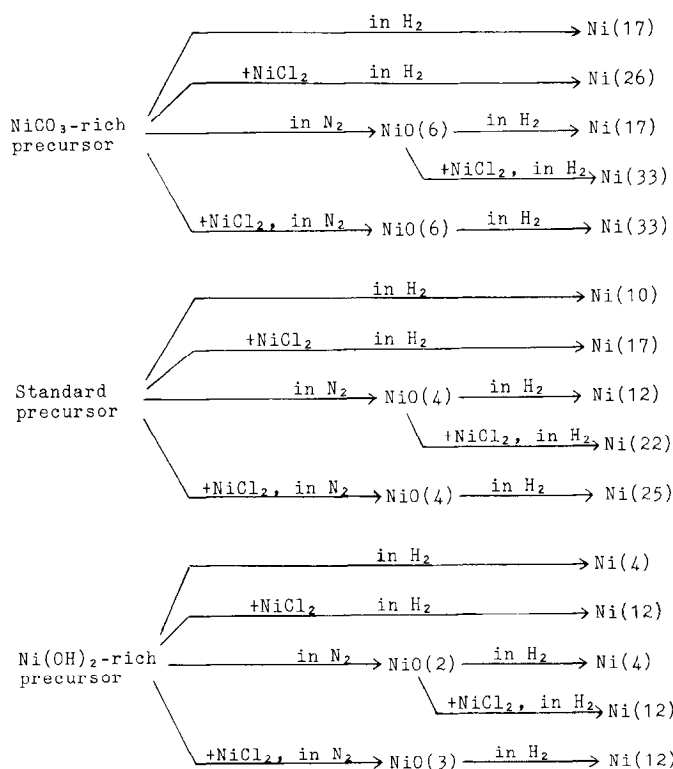 in H₂ Ni(17)
+NiCl₂ in H₂ Ni(26)
NiCO₃-rich
precursor
in N₂ NiO(6) in H₂ Ni(17)
+NiCl₂, in H₂ Ni(33)
+NiCl₂, in N₂ NiO(6) in H₂ Ni(33)
in H₂ Ni(10)
+NiCl₂ in H₂ Ni(17)
Standard
precursor
in N₂ NiO(4) in H₂ Ni(12)
+NiCl₂, in H₂ Ni(22)
+NiCl₂, in N₂ NiO(4) in H₂ Ni(25)
in H₂ Ni(4)
+NiCl₂ in H₂ Ni(12)
Ni(OH)₂-rich
precursor
in N₂ NiO(2) in H₂ Ni(4)
+NiCl₂, in H₂ Ni(12)
+NiCl₂, in N₂ NiO(3) in H₂ Ni(12)